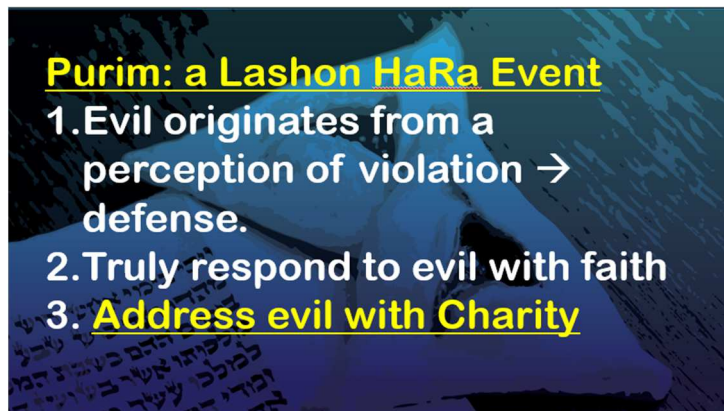 Purim: a Lashon HaRa Event
1.Evil originates from a
perception of violation →
defense.
2.Truly respond to evil with faith
3. Address evil with Charity